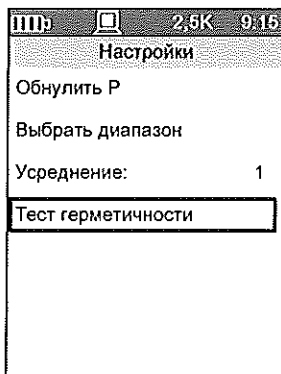 2,5K 9:15
Настройки
Обнулить Р
Выбрать диапазон
Усреднение: 1
Тест герметичности